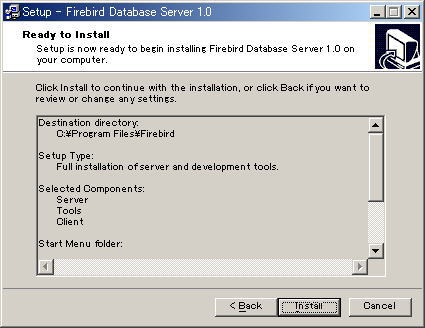 Setup - Firebird Database Server 1.0
Ready to Install
Setup is now ready to begin installing Firebird Database Server 1.0 on
your computer.
Click Install to continue with the installation, or click Back if you want to
review or change any settings.
Destination directory:
C:¥Program Files¥Firebird
Setup Type:
Full installation of server and development tools.
Selected Components:
Server
Tools
Client
Start Menu folder:
< Back
Install
Cancel